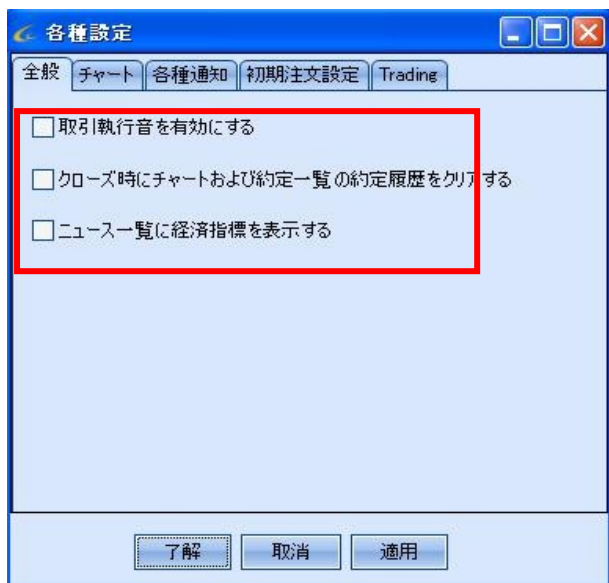 各種設定
全般 チャート 各種通知 初期注文設定 Trading
取引執行音を有効にする
クローズ時にチャートおよび約定一覧の約定履歴をクリアする
ニュース一覧に経済指標を表示する
了解 取消 適用